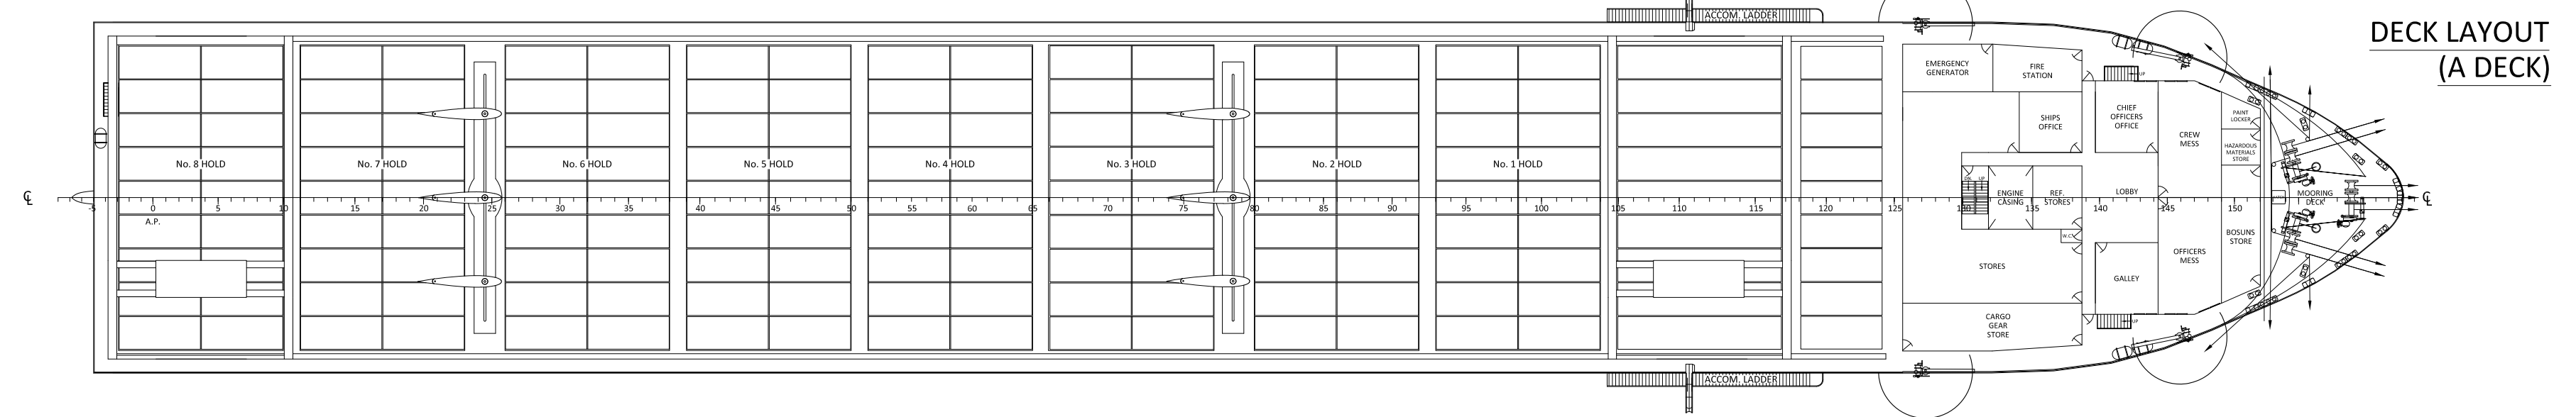 DECK LAYOUT
(A DECK)
ACCOM. LADDER
EMERGENCY
GENERATOR
FIRE
STATION
UP
SHIPS
OFFICE
CHIEF
OFFICERS
OFFICE
CREW
MESS
PAINT
LOCKER
HAZARDOUS
MATERIALS
STORE
No. 8 HOLD
No. 7 HOLD
No. 6 HOLD
No. 5 HOLD
No. 4 HOLD
No. 3 HOLD
No. 2 HOLD
No. 1 HOLD
DN. UP
ENGINE
CASING
REF.
STORES
LOBBY
MOORING
DECK
℄
-5 0 5 10 15 20 25 30 35 40 45 50 55 60 65 70 75 80 85 90 95 100 105 110 115 120 125 130 135 140 145 150
℄
A.P.
W.C.
STORES
GALLEY
OFFICERS
MESS
BOSUNS
STORE
CARGO
GEAR
STORE
UP
ACCOM. LADDER